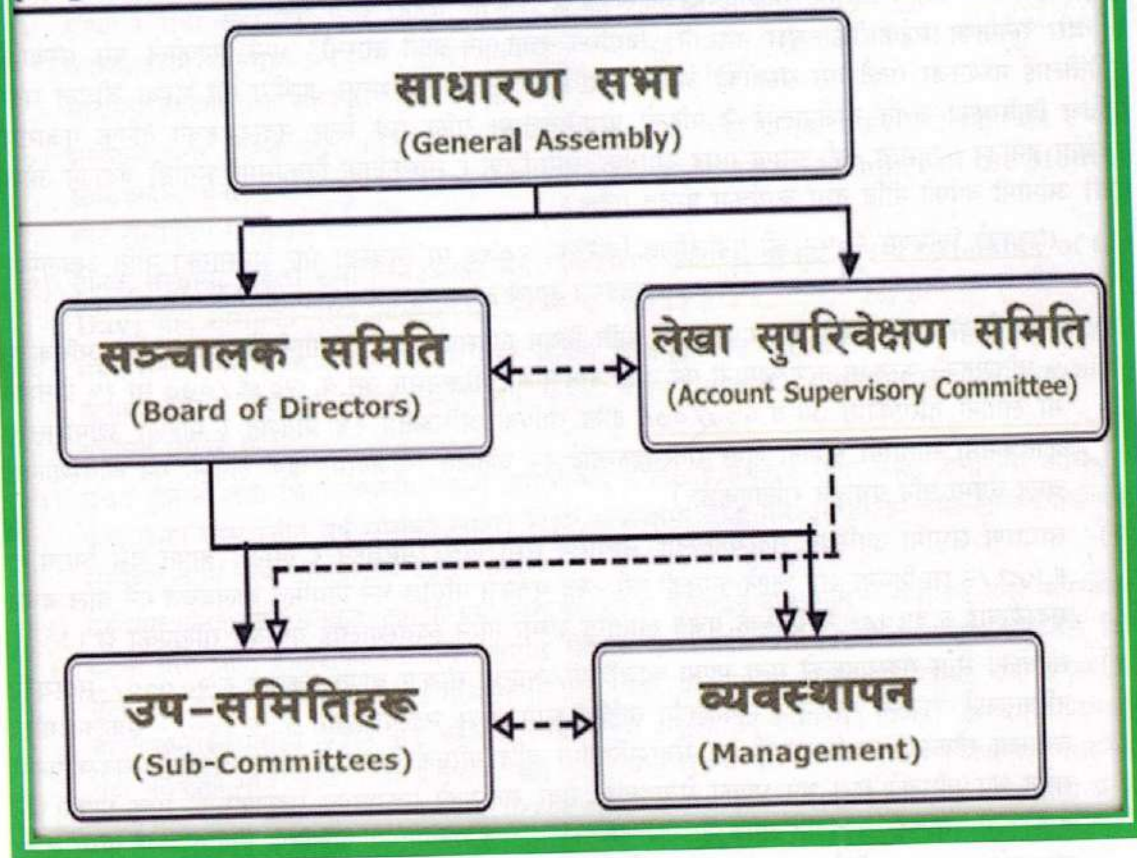 साधारण सभा
(General Assembly)
सञ्चालक समिति
(Board of Directors)
लेखा सुपरिवेक्षण समिति
(Account Supervisory Committee)
उप-समितिहरू
(Sub-Committees)
व्यवस्थापन
(Management)